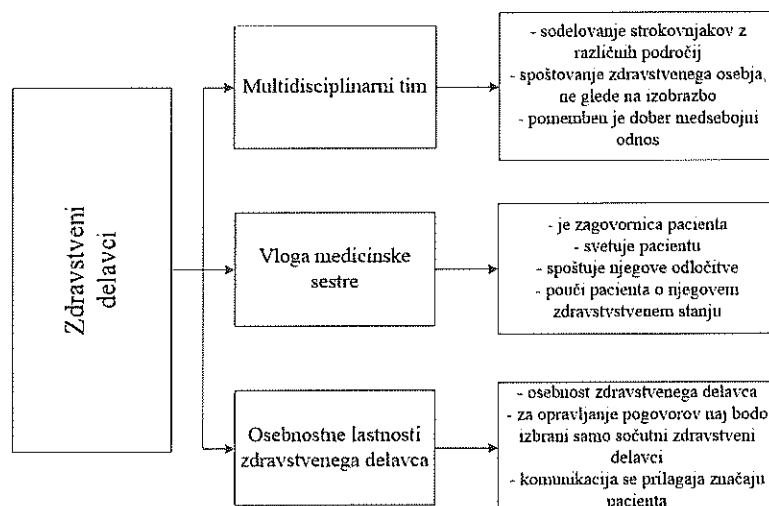 Zdravstveni
delavci
Multidisciplinarni tim
- sodelovanje strokovnjakov z
različnih področij
- spoštovanje zdravstvenega osebja,
ne glede na izobrazbo
- pomemben je dober medsebojni
odnos
Vloga medicinske
sestre
- je zagovornica pacienta
- svetuje pacientu
- spoštuje njegove odločitve
- pouči pacienta o njegovem
zdravstvstvenem stanju
Osebnostne lastnosti
zdravstvenega delavca
- osebnost zdravstvenega delavca
- za opravljanje pogovorov naj bodo
izbrani samo sočutni zdravstveni
delavci
- komunikacija se prilagaja značaju
pacienta